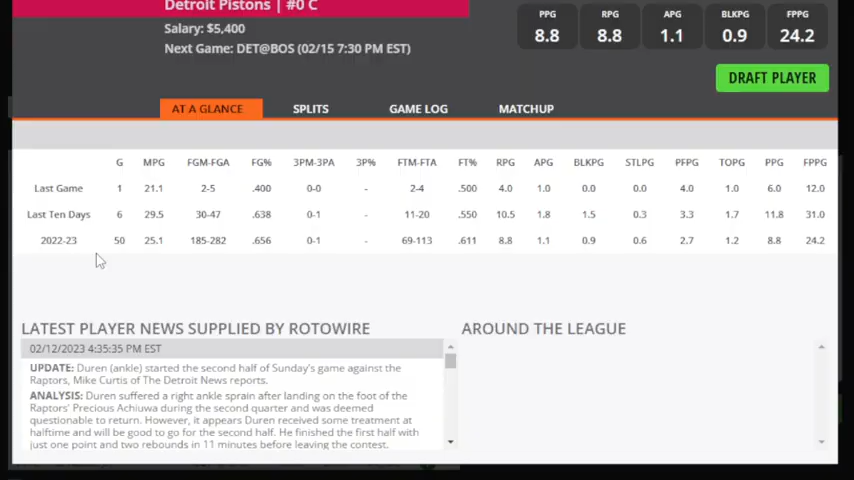 Detroit Pistons | #0 C
Salary: $5,400
Next Game: DET@BOS (02/15 7:30 PM EST)
PPG RPG APG BLKPG FPPG
8.8 8.8 1.1 0.9 24.2
DRAFT PLAYER
AT A GLANCE SPLITS GAME LOG MATCHUP
G MPG FGM-FGA FG% 3PM-3PA 3P% FTM-FTA FT% RPG APG BLKPG STLPG PFPG TOPG PPG FPPG
Last Game 1 21.1 2-5 .400 0-0 - 2-4 .500 4.0 1.0 0.0 0.0 4.0 1.0 6.0 12.0
Last Ten Days 6 29.5 30-47 .638 0-1 - 11-20 .550 10.5 1.8 1.5 0.3 3.3 1.7 11.8 31.0
2022-23 50 25.1 185-282 .656 0-1 - 69-113 .611 8.8 1.1 0.9 0.6 2.7 1.2 8.8 24.2
LATEST PLAYER NEWS SUPPLIED BY ROTOWIRE
02/12/2023 4:35:35 PM EST
UPDATE: Duren (ankle) started the second half of Sunday's game against the
Raptors, Mike Curtis of The Detroit News reports.
ANALYSIS: Duren suffered a right ankle sprain after landing on the foot of the
Raptors' Precious Achiuwa during the second quarter and was deemed
questionable to return. However, it appears Duren received some treatment at
halftime and will be good to go for the second half. He finished the first half with
just one point and two rebounds in 11 minutes before leaving the contest.
AROUND THE LEAGUE